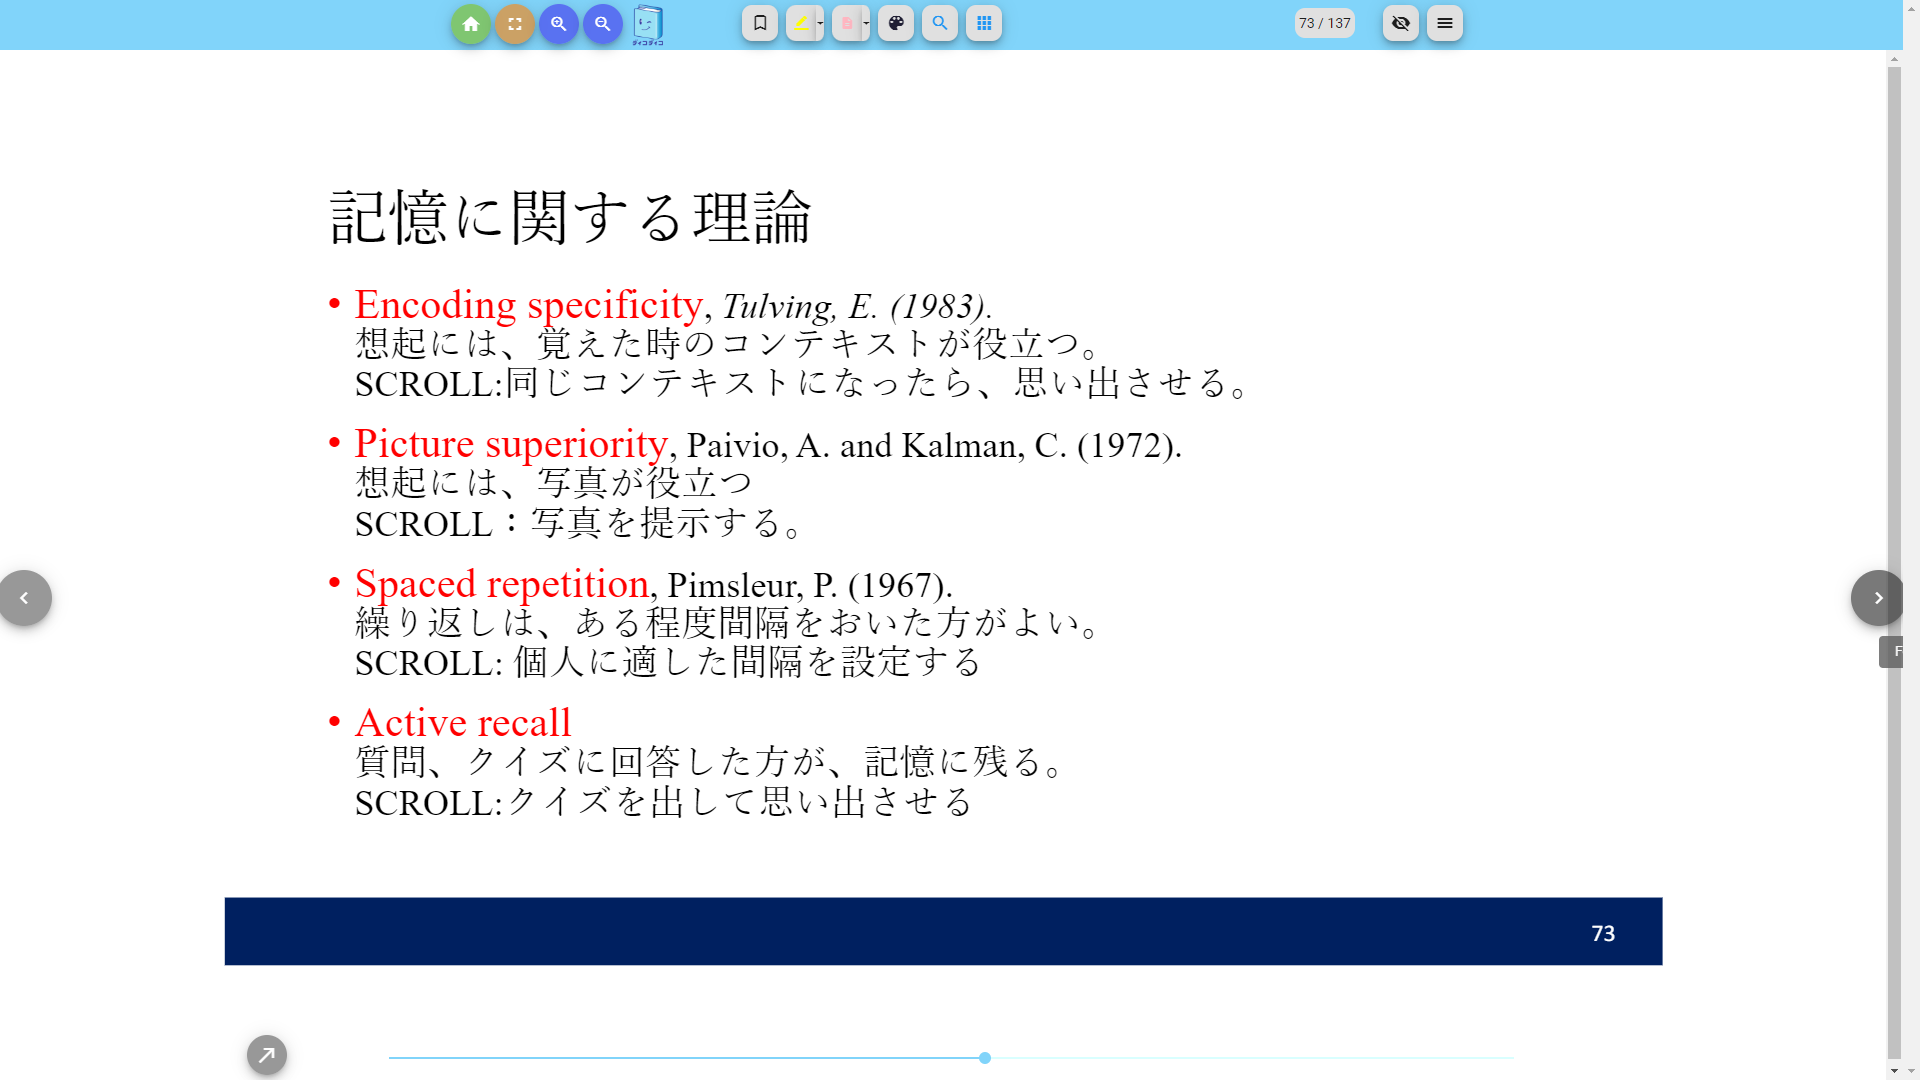 ダィコダィコ
73 / 137
記憶に関する理論
• Encoding specificity, Tulving, E. (1983).
想起には、覚えた時のコンテキストが役立つ。
SCROLL:同じコンテキストになったら、思い出させる。
• Picture superiority, Paivio, A. and Kalman, C. (1972).
想起には、写真が役立つ
SCROLL：写真を提示する。
• Spaced repetition, Pimsleur, P. (1967).
繰り返しは、ある程度間隔をおいた方がよい。
SCROLL: 個人に適した間隔を設定する
• Active recall
質問、クイズに回答した方が、記憶に残る。
SCROLL:クイズを出して思い出させる
F
73